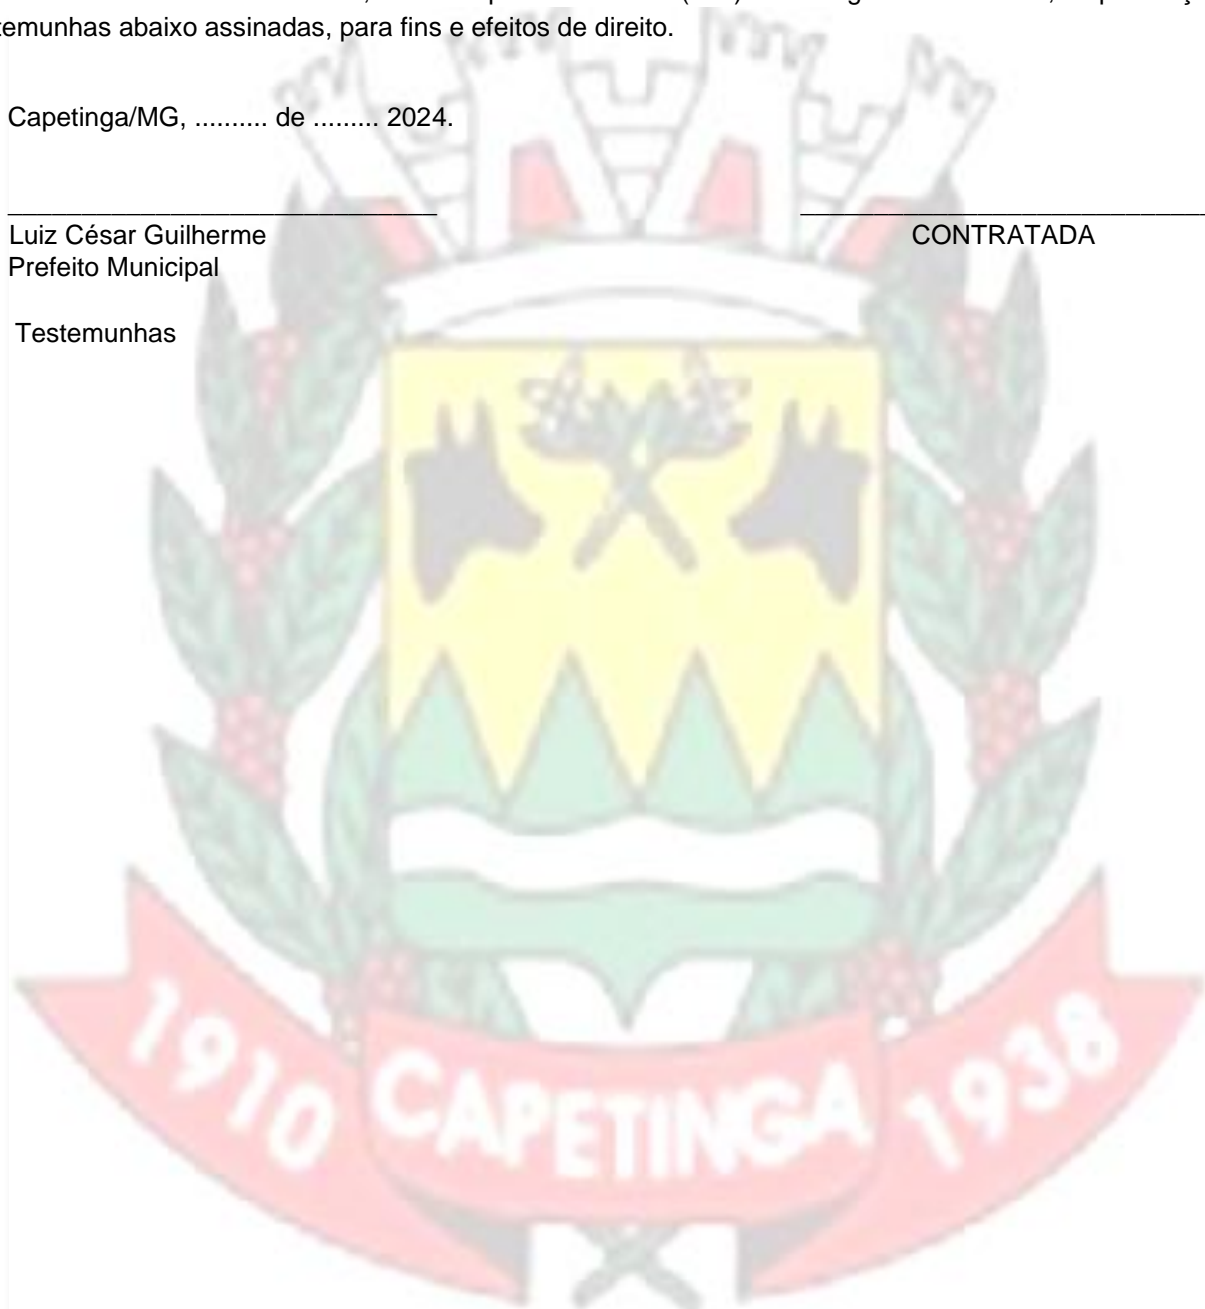 temunhas abaixo assinadas, para fins e efeitos de direito.
Capetinga/MG, .......... de ......... 2024.
Luiz César Guilherme
CONTRATADA
Prefeito Municipal
Testemunhas
1910
CAPETINGA
1938